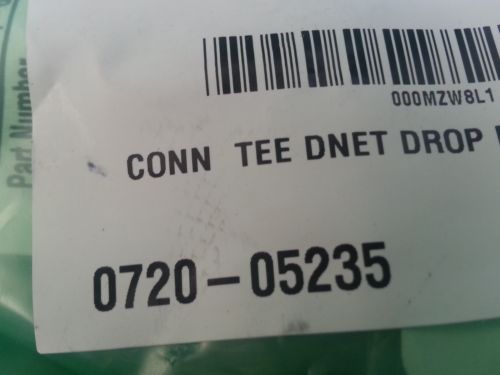 000MZW8L1
Part Number
CONN TEE DNET DROP
0720-05235